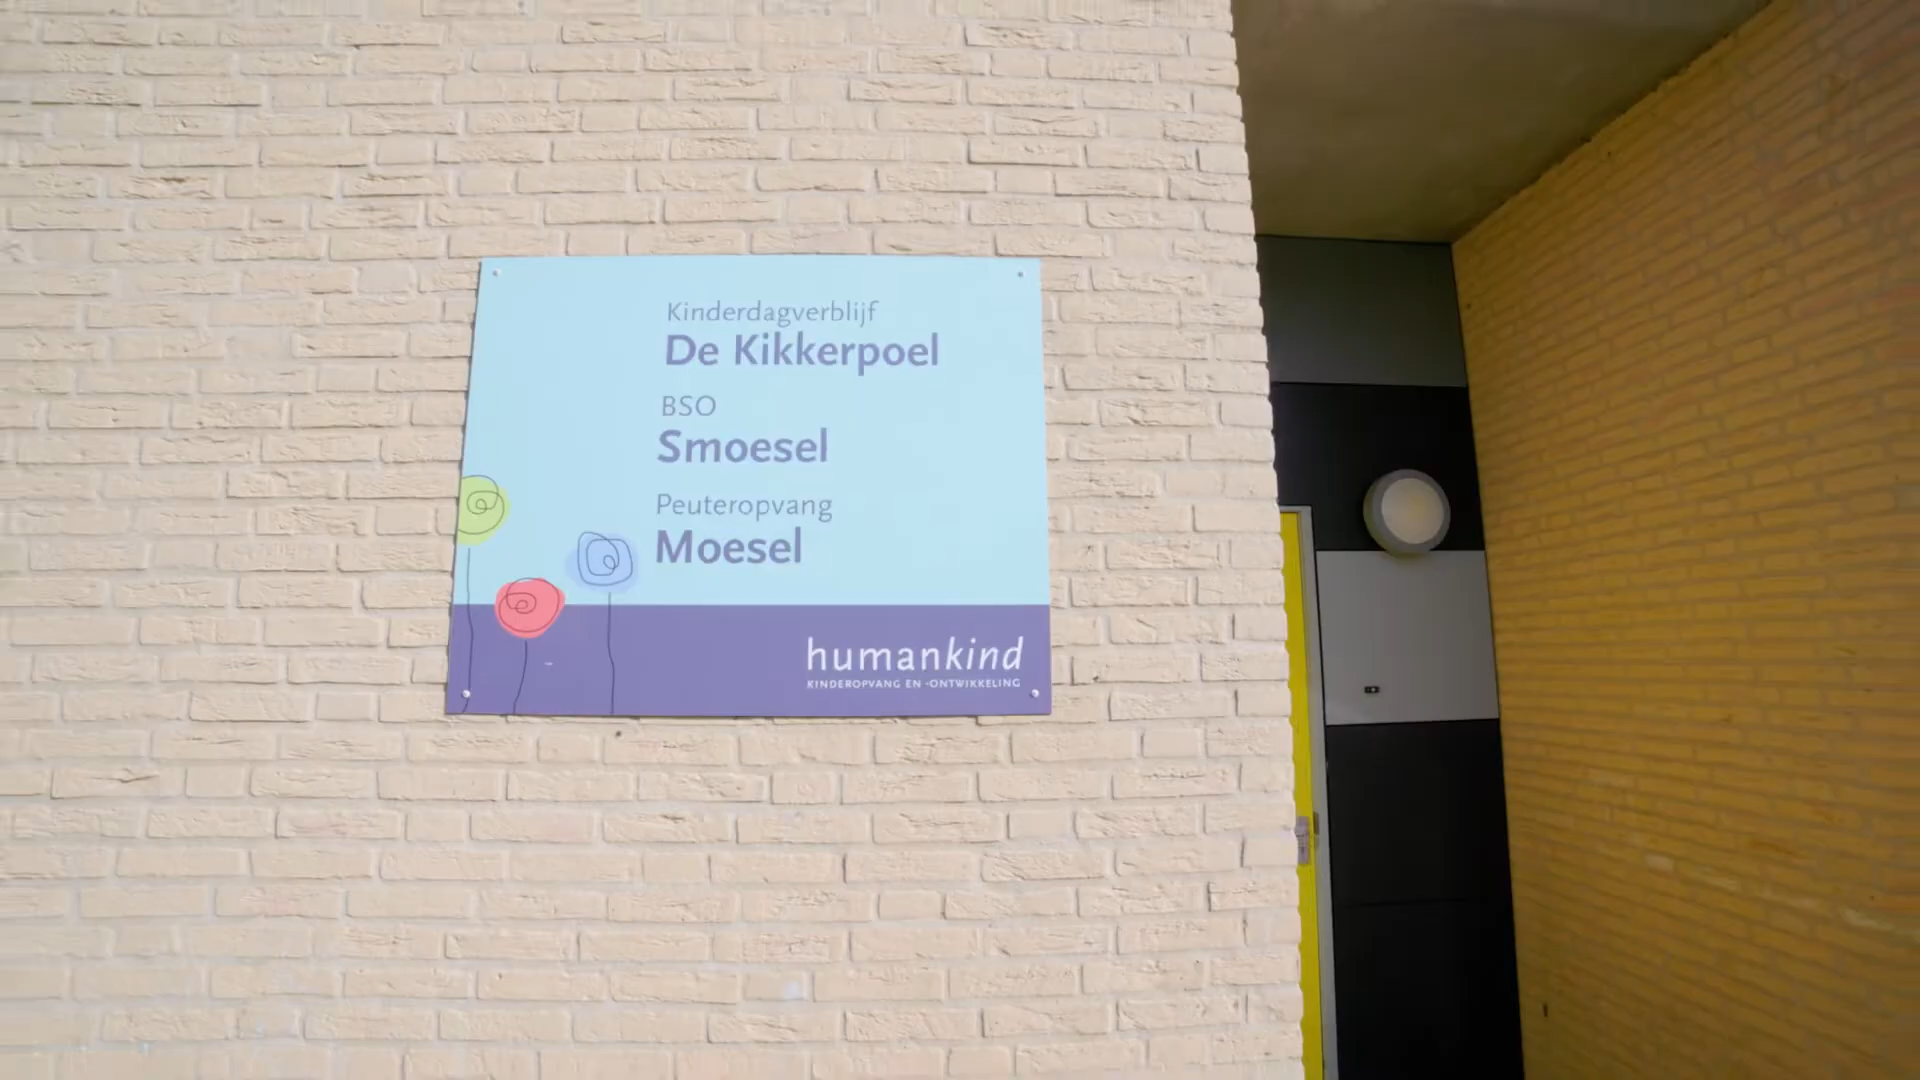 Kinderdagverblijf
De Kikkerpoel
BSO
Smoesel
Peuteropvang
Moesel
humankind
KINDEROPVANG EN -ONTWIKKELING